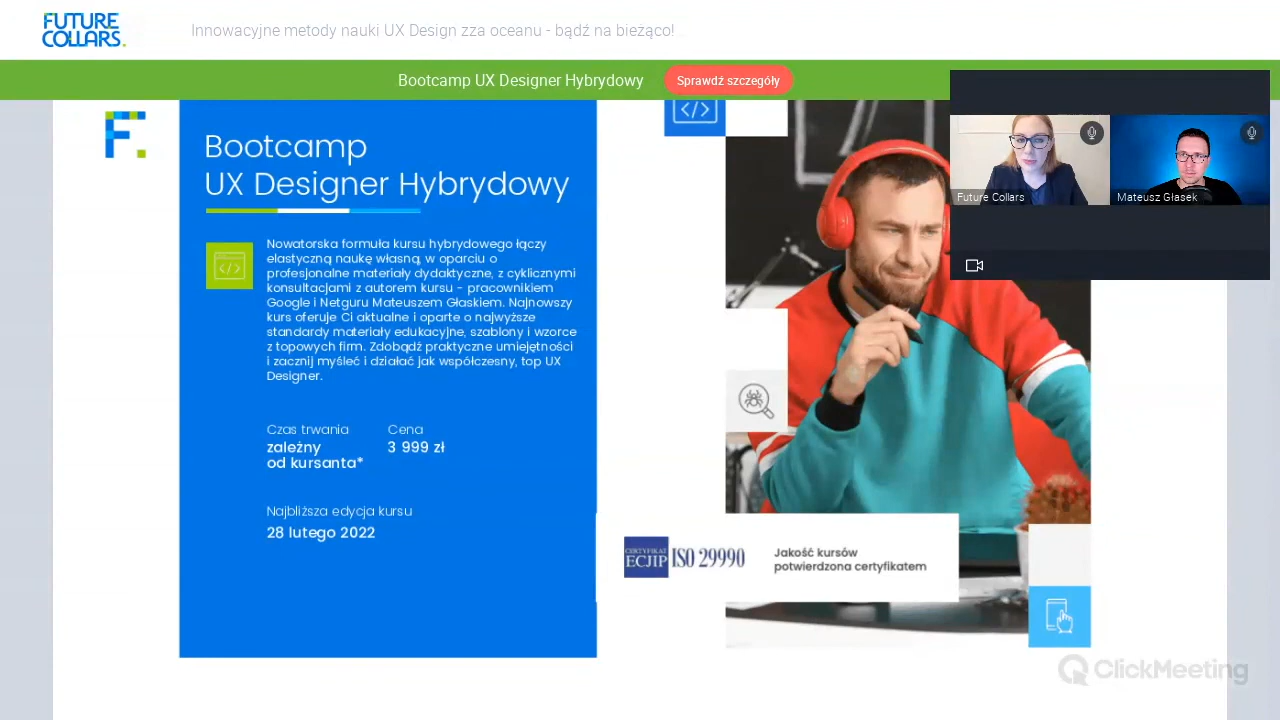 FUTURE
COLLARS.
Innowacyjne metody nauki UX Design zza oceanu - bądź na bieżąco!
Bootcamp UX Designer Hybrydowy
Sprawdź szczegóły
F.
Bootcamp
UX Designer Hybrydowy
Nowatorska formuła kursu hybrydowego łączy
elastyczną naukę własną, w oparciu o
profesjonalne materiały dydaktyczne, z cyklicznymi
konsultacjami z autorem kursu - pracownikiem
Google i Netguru Mateuszem Głaskiem. Najnowszy
kurs oferuje Ci aktualne i oparte o najwyższe
standardy materiały edukacyjne, szablony i wzorce
z topowych firm. Zdobądź praktyczne umiejętności
i zacznij myśleć i działać jak współczesny, top UX
Designer.
Czas trwania
zależny
od kursanta*
Cena
3 999 zł
Najbliższa edycja kursu
28 lutego 2022
Future Collars
Mateusz Głasek
CERTYFIKAT
ECJIP
ISO 29990
Jakość kursów
potwierdzona certyfikatem
ClickMeeting